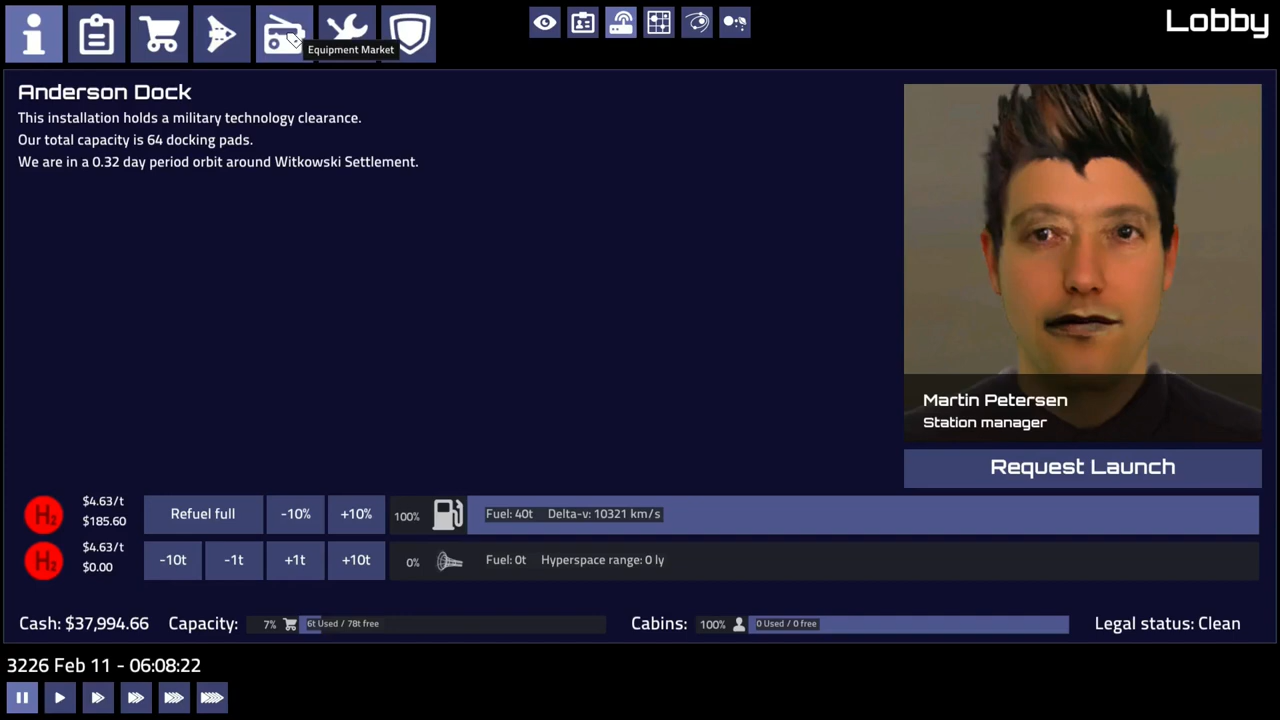 Equipment Market
Lobby
Anderson Dock
This installation holds a military technology clearance.
Our total capacity is 64 docking pads.
We are in a 0.32 day period orbit around Witkowski Settlement.
Martin Petersen
Station manager
Request Launch
H₂
$4.63/t
$185.60
Refuel full
-10%
+10%
100%
Fuel: 40t Delta-v: 10321 km/s
H₂
$4.63/t
$0.00
-10t
-1t
+1t
+10t
0%
Fuel: 0t Hyperspace range: 0 ly
Cash: $37,994.66
Capacity:
7%
6t Used / 78t free
Cabins:
100%
0 Used / 0 free
Legal status: Clean
3226 Feb 11 - 06:08:22